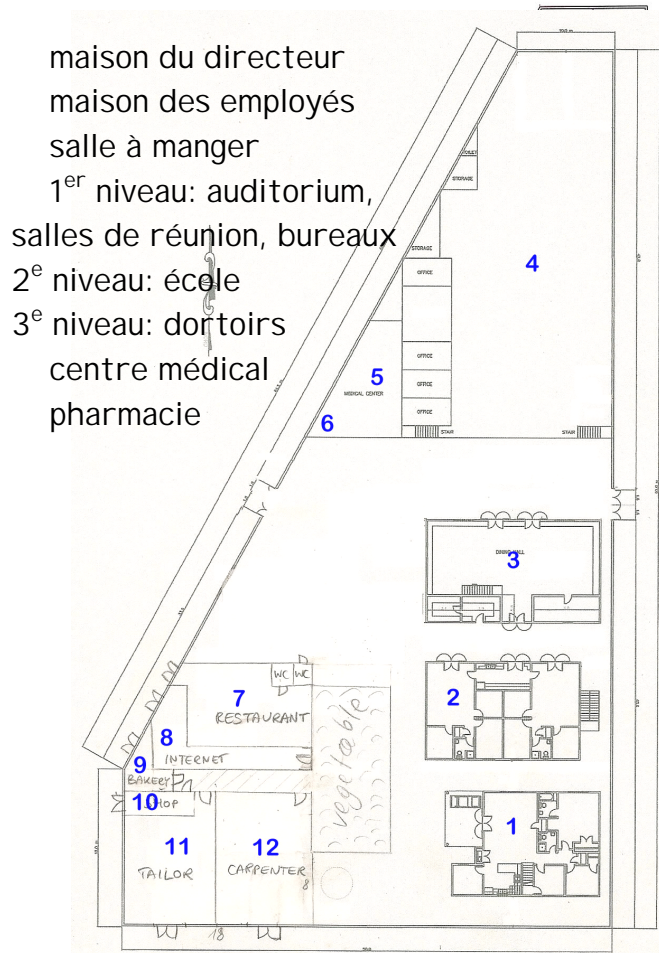 maison du directeur
maison des employés
salle à manger
1er niveau: auditorium,
salles de réunion, bureaux
2e niveau: école
3e niveau: dortoirs
centre médical
pharmacie
STORAGE
STORAGE
4
OFFICE
OFFICE
5
MEDICAL CENTER
OFFICE
6
OFFICE
STAIR
STAIR
3
2
WC WC
7
RESTAURANT
8
INTERNET
9
BAKERY
vegetable
10
SHOP
1
11
TAILOR
12
CARPENTER
8
18